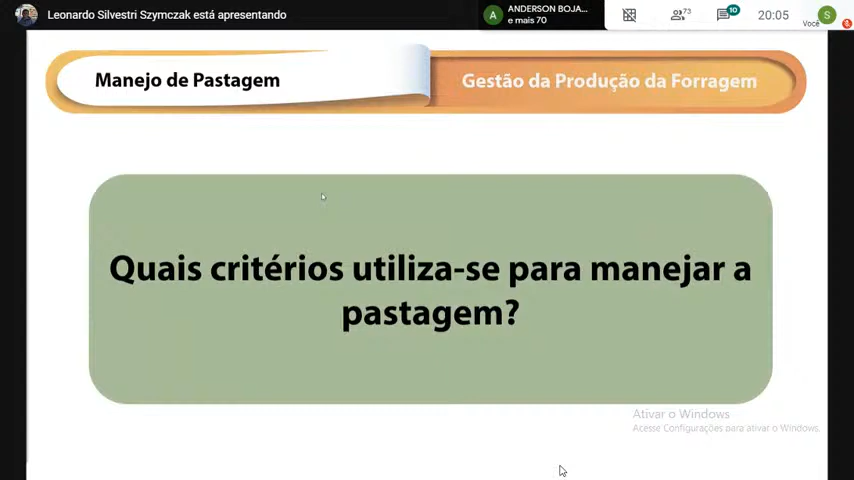 Leonardo Silvestri Szymczak está apresentando
A
ANDERSON BOJA...
e mais 70
73
10
20:05
Você
S
Manejo de Pastagem
Gestão da Produção da Forragem
Quais critérios utiliza-se para manejar a
pastagem?
Ativar o Windows
Acesse Configurações para ativar o Windows.